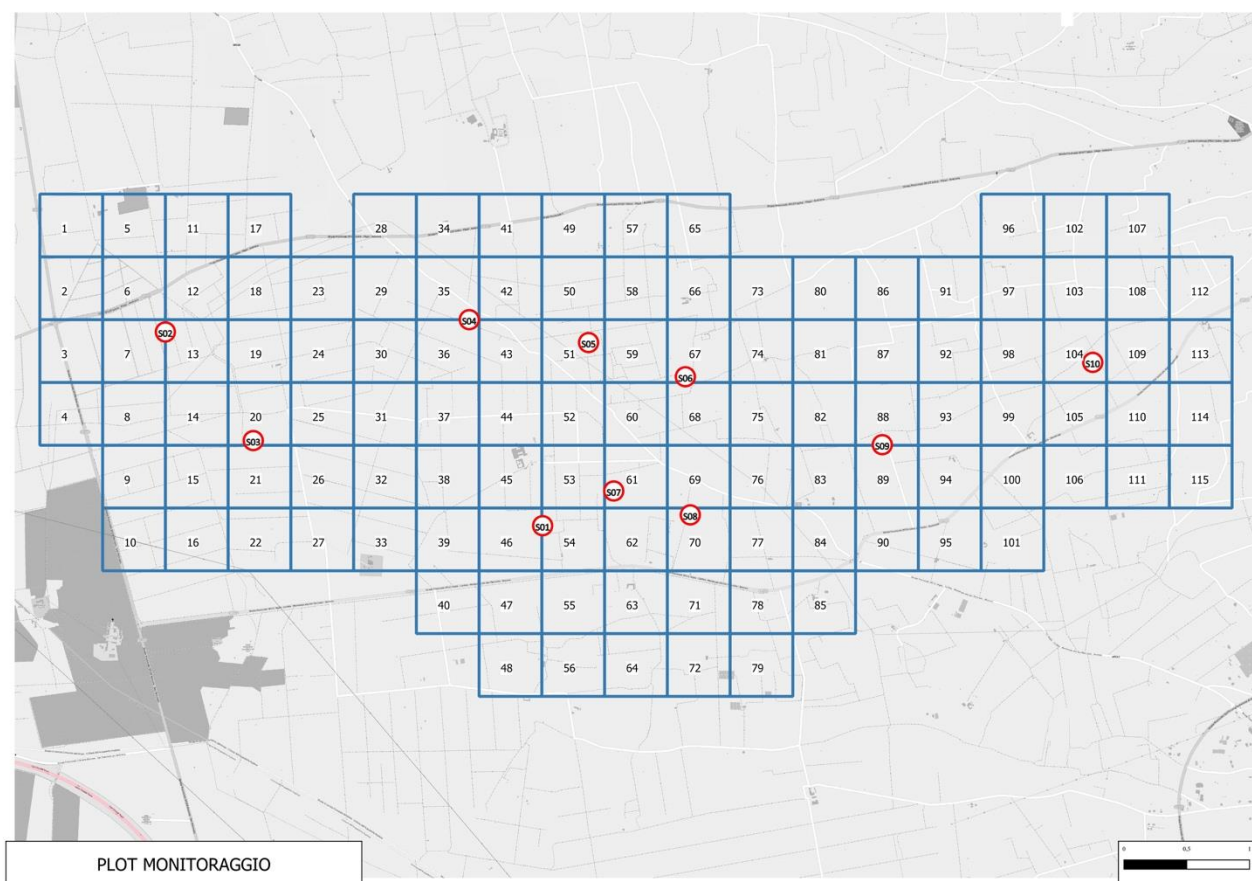 1 5 11 17 28 34 41 49 57 65 96 102 107
2 6 12 18 23 29 35 42 50 58 66 73 80 86 91 97 103 108 112
S04
S02
S05
3 7 13 19 24 30 36 43 51 59 67 74 81 87 92 98 104 109 113
S10
S06
4 8 14 20 25 31 37 44 52 60 68 75 82 88 93 99 105 110 114
S03
S09
9 15 21 26 32 38 45 53 61 69 76 83 89 94 100 106 111 115
S07
S08
S01
10 16 22 27 33 39 46 54 62 70 77 84 90 95 101
40 47 55 63 71 78 85
48 56 64 72 79
PLOT MONITORAGGIO
0 0,5 1